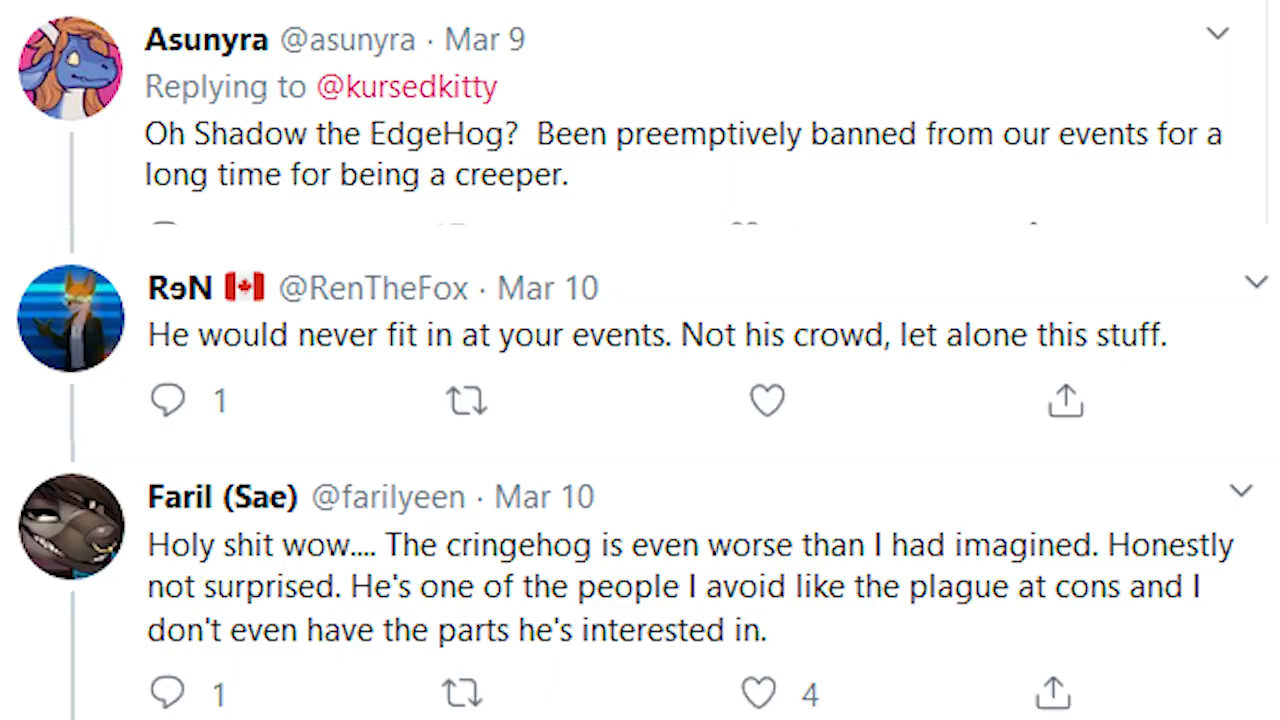 Asunyra @asunyra · Mar 9
Replying to @kursedkitty
Oh Shadow the EdgeHog?  Been preemptively banned from our events for a
long time for being a creeper.
RɘN 🇨🇦 @RenTheFox · Mar 10
He would never fit in at your events. Not his crowd, let alone this stuff.
1
Faril (Sae) @farilyeen · Mar 10
Holy shit wow.... The cringehog is even worse than I had imagined. Honestly
not surprised. He's one of the people I avoid like the plague at cons and I
don't even have the parts he's interested in.
1 4